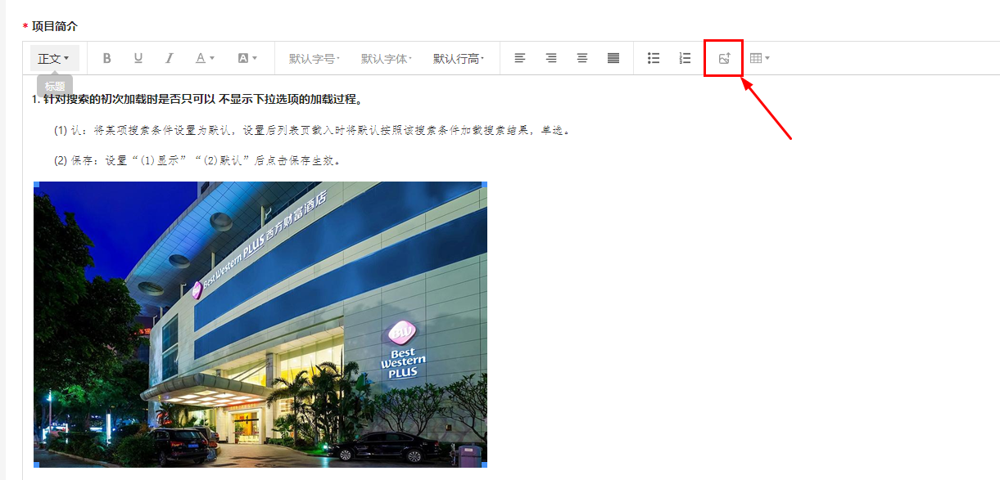 * 项目简介
正文 B U I A A 默认字号 默认字体 默认行高
标题
1. 针对搜索的初次加载时是否只可以 不显示下拉选项的加载过程。
(1) 认：将某项搜索条件设置为默认，设置后列表页载入时将默认按照该搜索条件加载搜索结果，单选。
(2) 保存：设置“(1)显示”“(2)默认”后点击保存生效。
Best Western PLUS 西方财富酒店
BW
Best
Western
PLUS